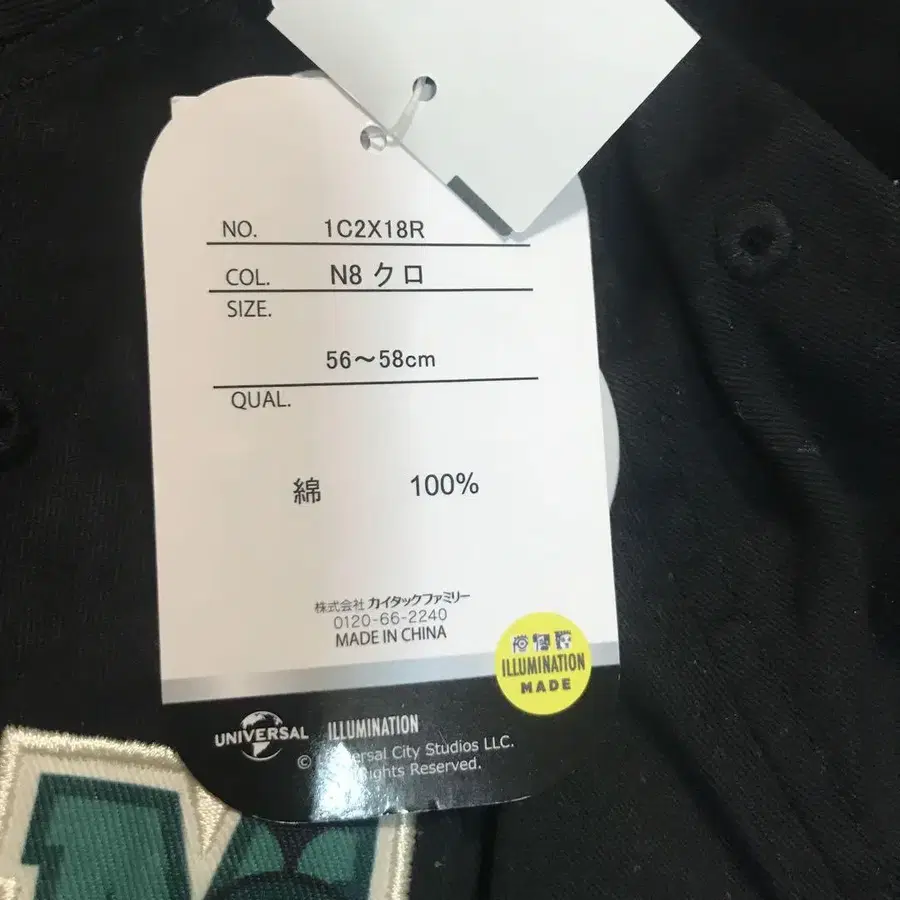 NO. 1C2X18R
COL. N8 クロ
SIZE.
56～58cm
QUAL.
綿 100%
株式会社 カイタックファミリー
0120-66-2240
MADE IN CHINA
ILLUMINATION
MADE
UNIVERSAL ILLUMINATION
© City Studios LLC.
Reserved.